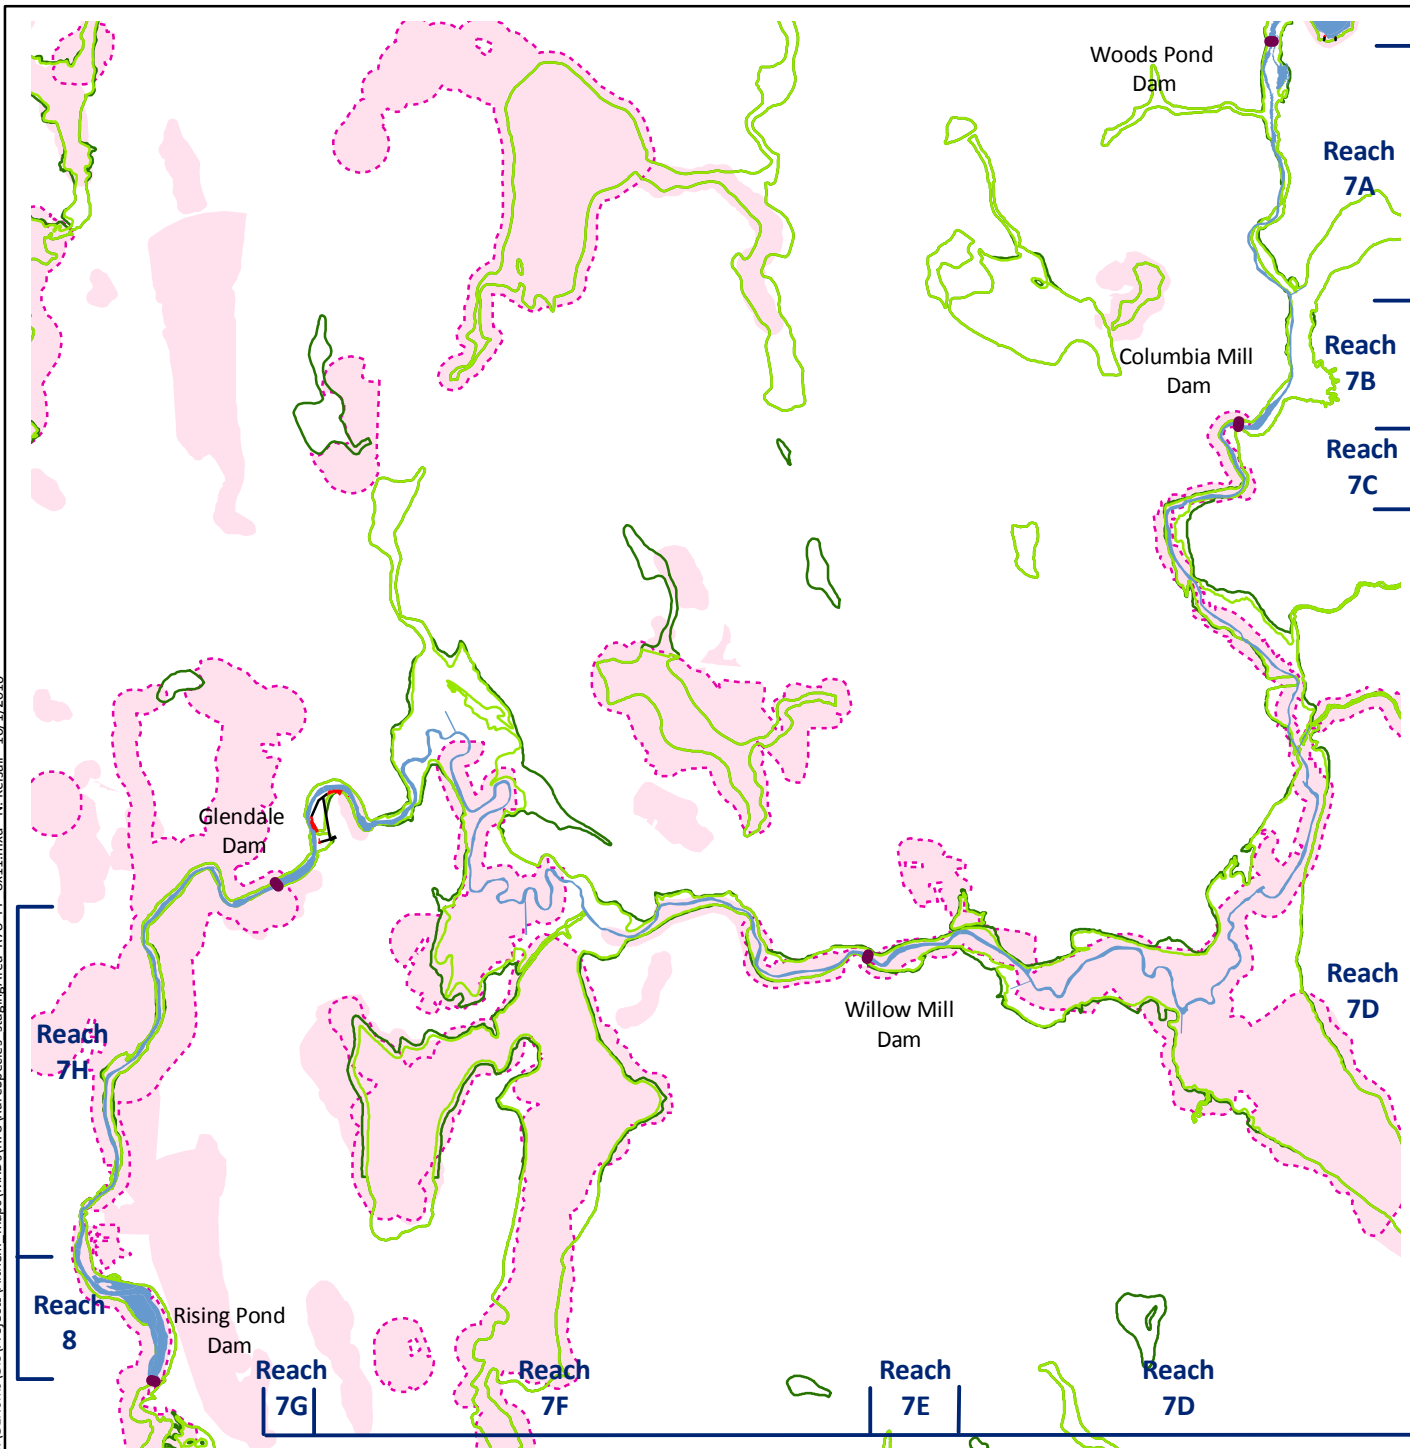 Woods Pond
Dam
Reach
7A
Columbia Mill
Dam
Reach
7B
Reach
7C
Glendale
Dam
Willow Mill
Dam
Reach
7D
Reach
7H
Reach
8
Rising Pond
Dam
Reach
7G
Reach
7F
Reach
7E
Reach
7D